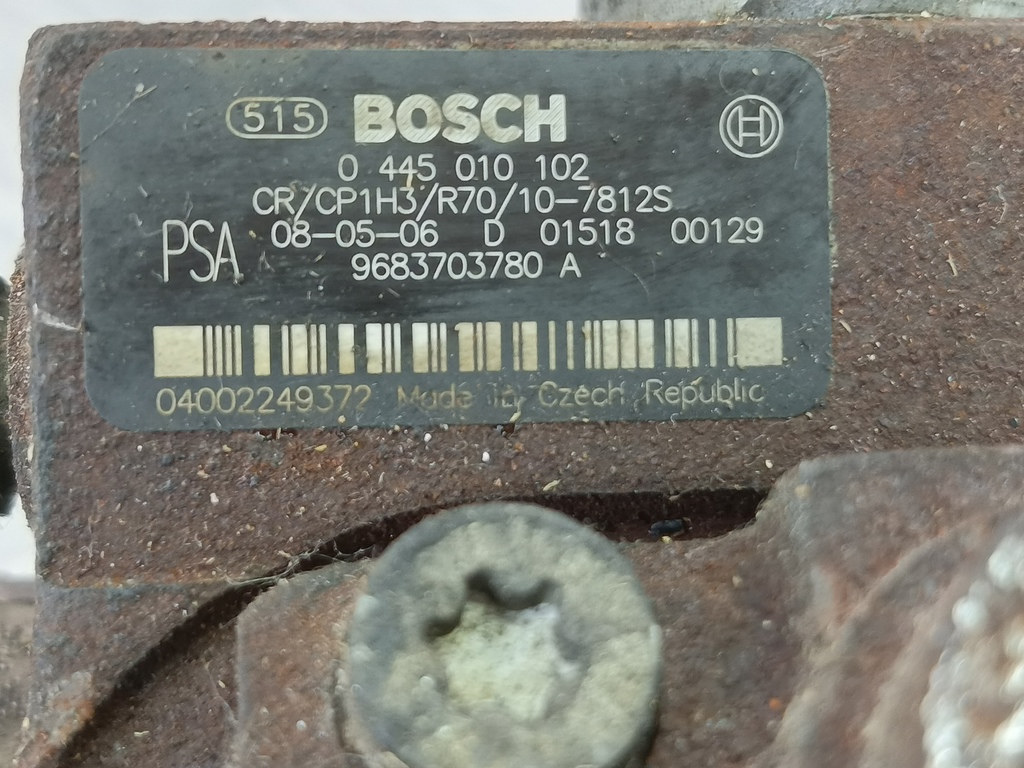 515 BOSCH
0 445 010 102
CR/CP1H3/R70/10-7812S
PSA 08-05-06 D 01518 00129
9683703780 A
04002249372 Made in Czech Republic